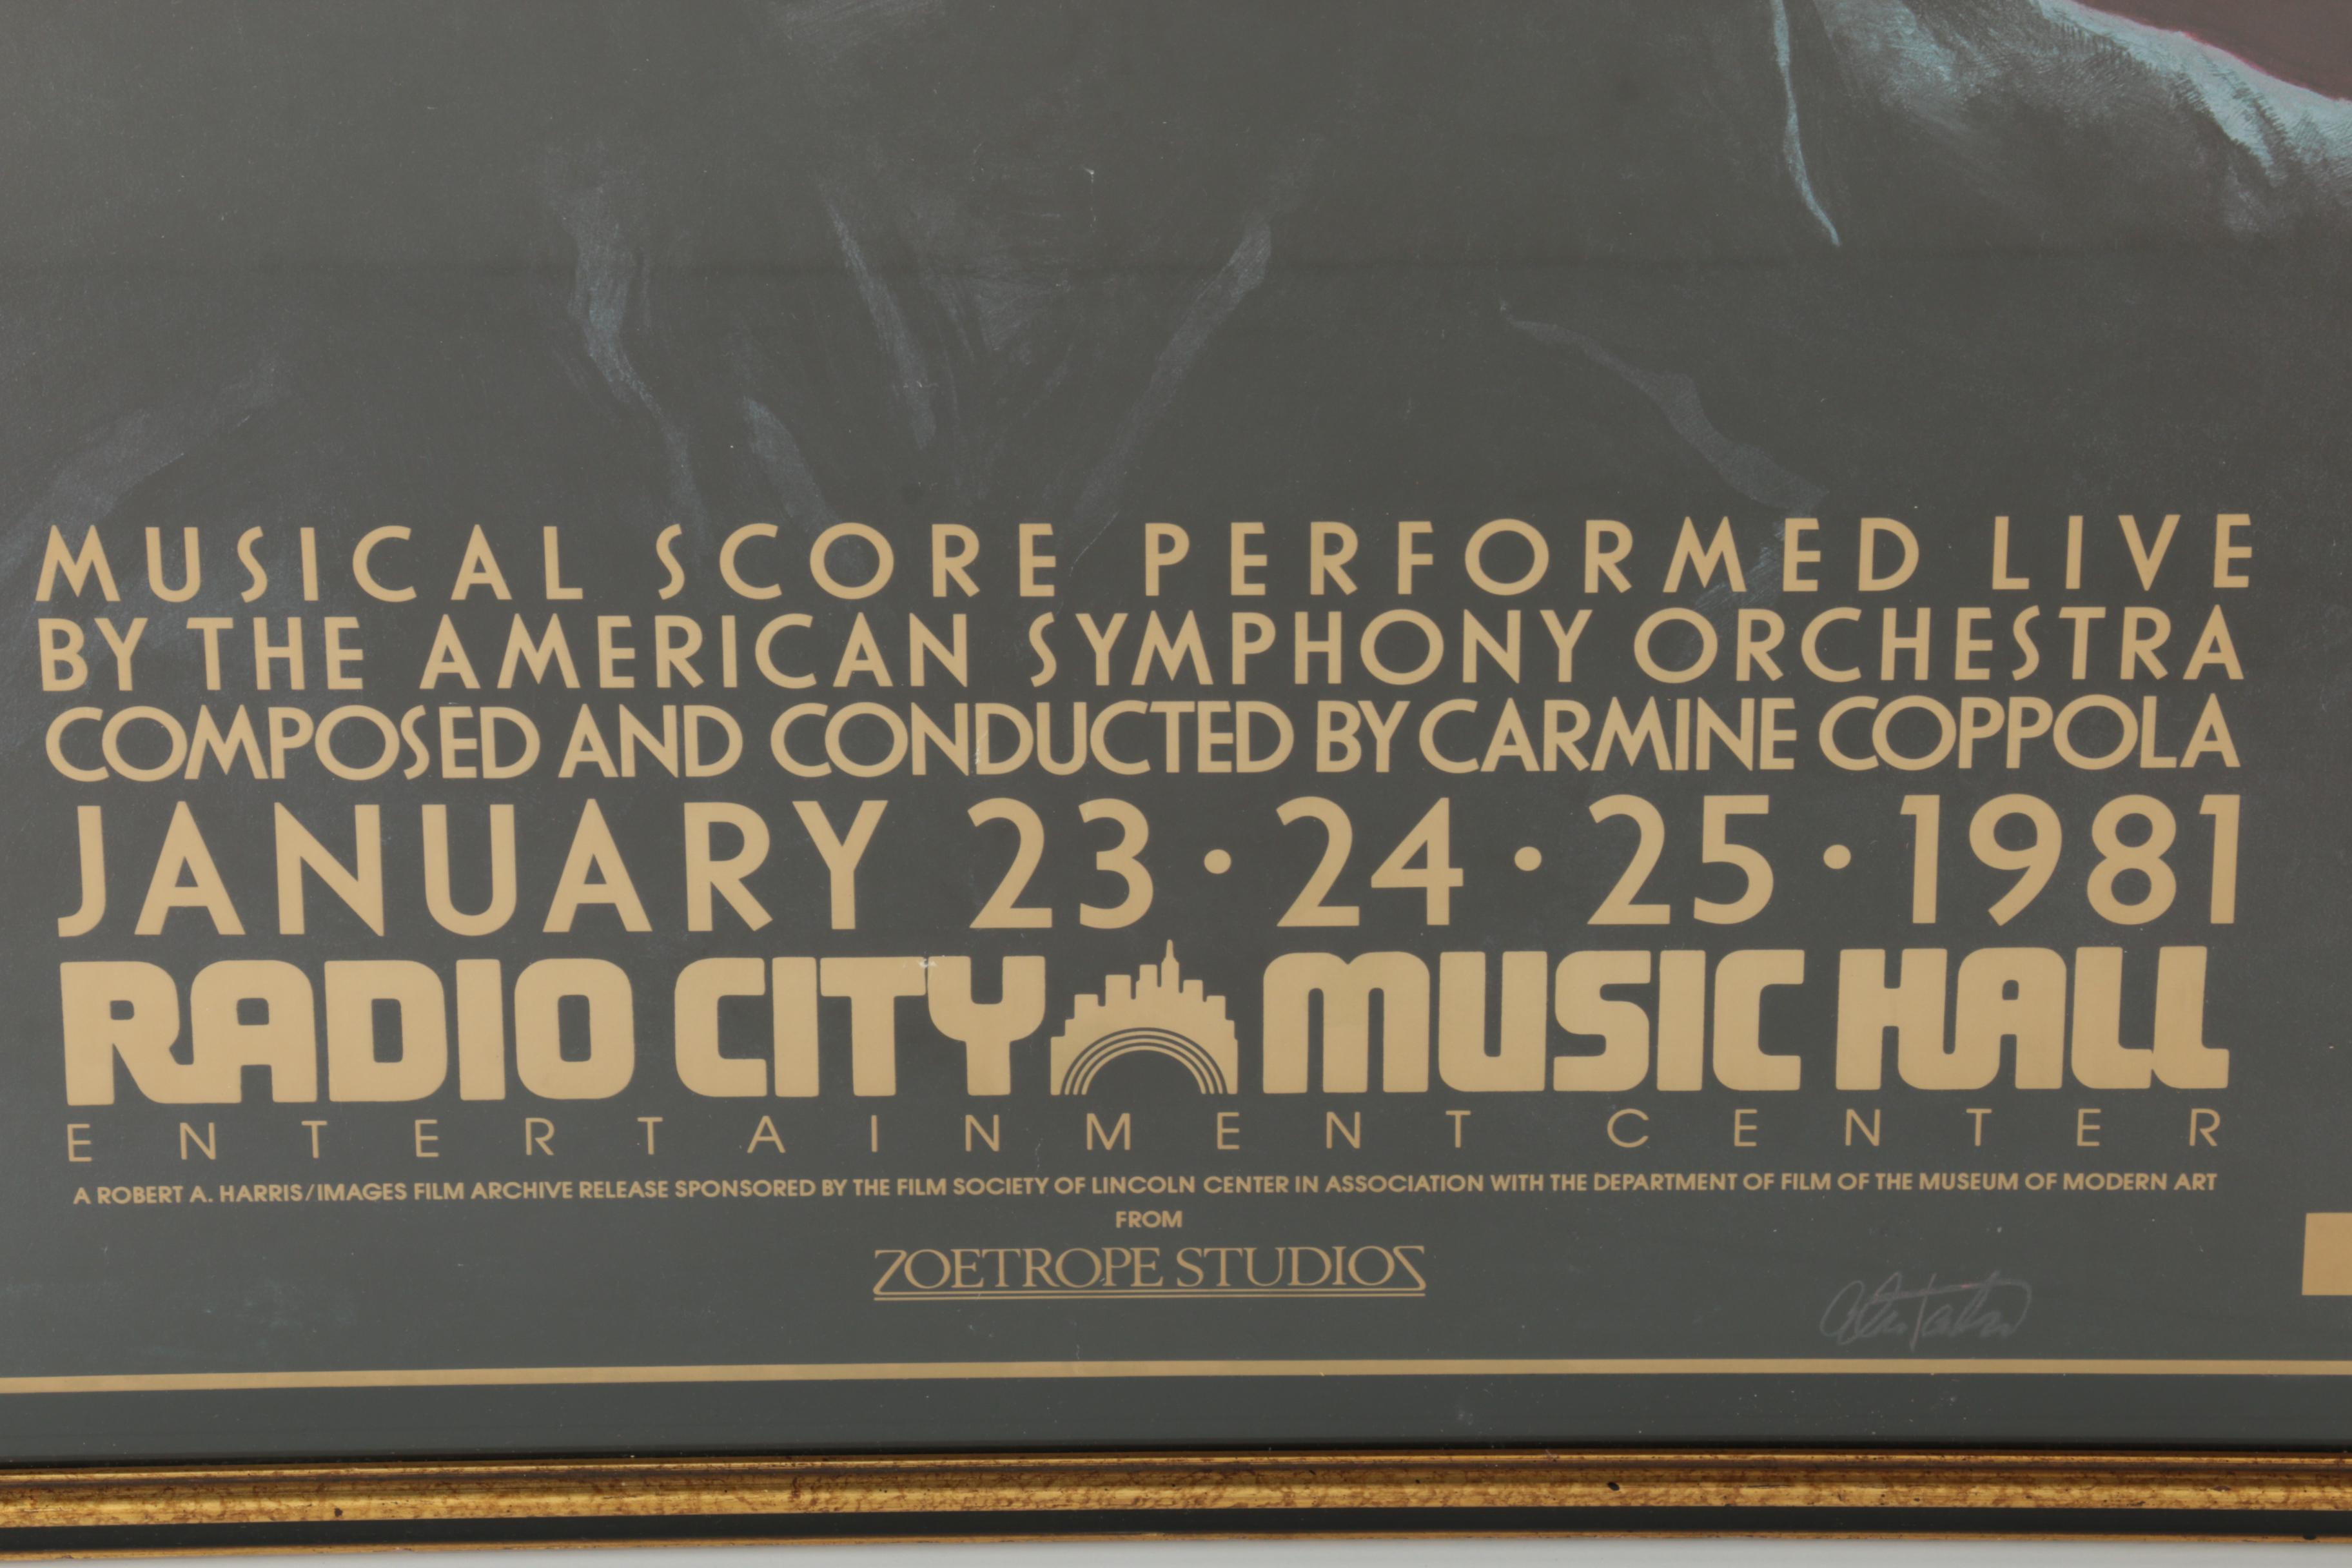 MUSICAL SCORE PERFORMED LIVE
BY THE AMERICAN SYMPHONY ORCHESTRA
COMPOSED AND CONDUCTED BY CARMINE COPPOLA
JANUARY 23 • 24 • 25 • 1981
RADIO CITY MUSIC HALL
ENTERTAINMENT CENTER
A ROBERT A. HARRIS/IMAGES FILM ARCHIVE RELEASE SPONSORED BY THE FILM SOCIETY OF LINCOLN CENTER IN ASSOCIATION WITH THE DEPARTMENT OF FILM OF THE MUSEUM OF MODERN ART
FROM
ZOETROPE STUDIOS